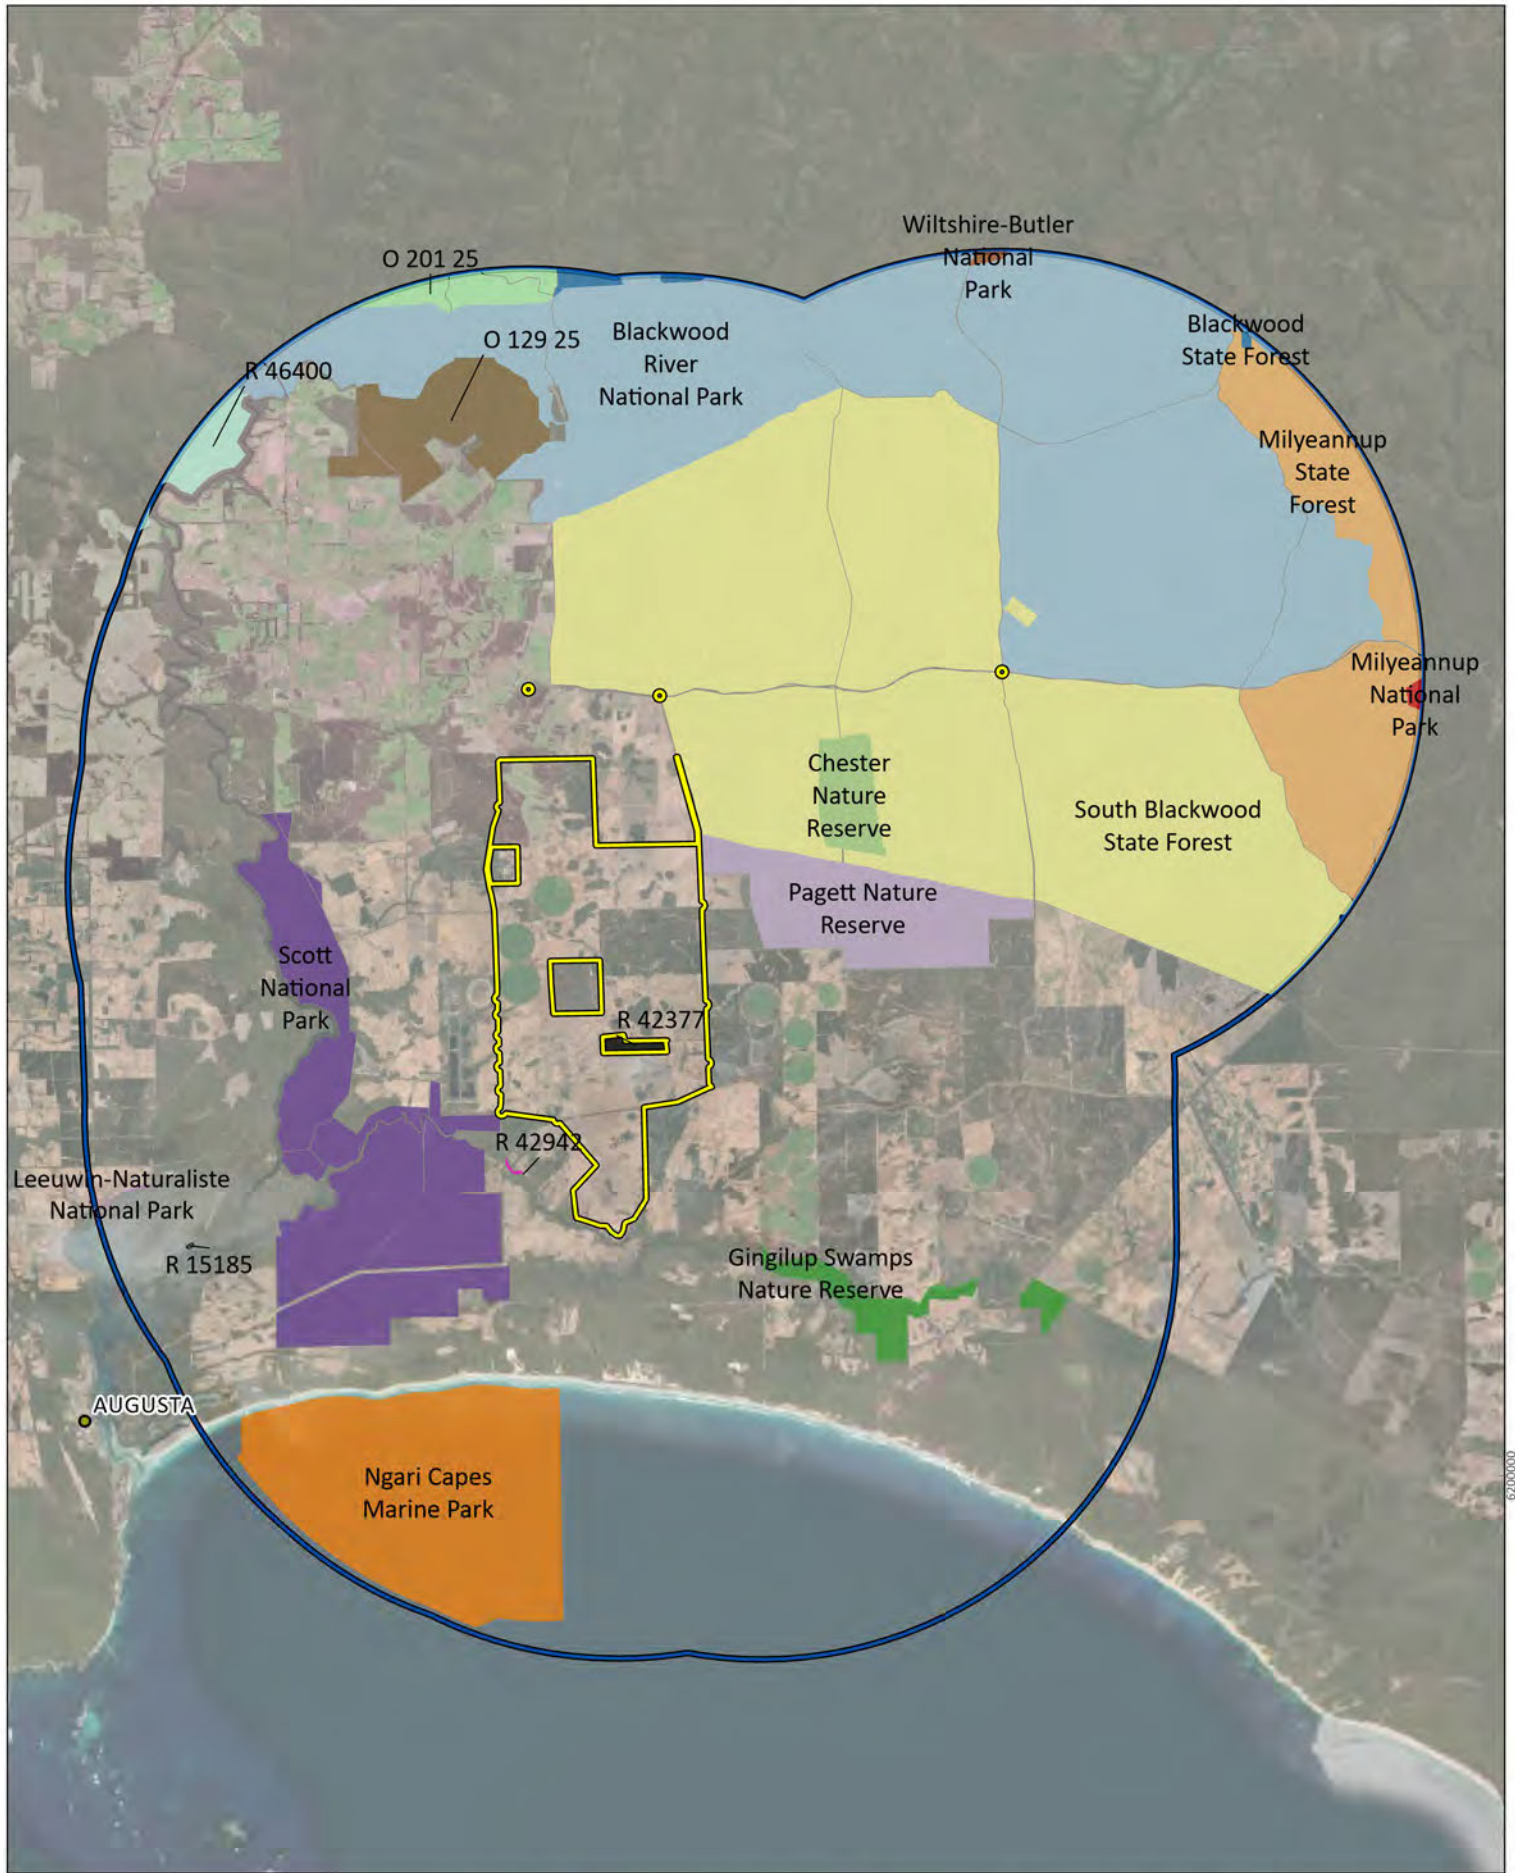 Wiltshire-Butler
National
Park
O 201 25
Blackwood
State Forest
O 129 25
Blackwood
River
National Park
R 46400
Milyeannup
State
Forest
Milyeannup
National
Park
Chester
Nature
Reserve
South Blackwood
State Forest
Pagett Nature
Reserve
Scott
National
Park
R 42377
R 42942
Leeuwin-Naturaliste
National Park
R 15185
Gingilup Swamps
Nature Reserve
AUGUSTA
Ngari Capes
Marine Park
6200000